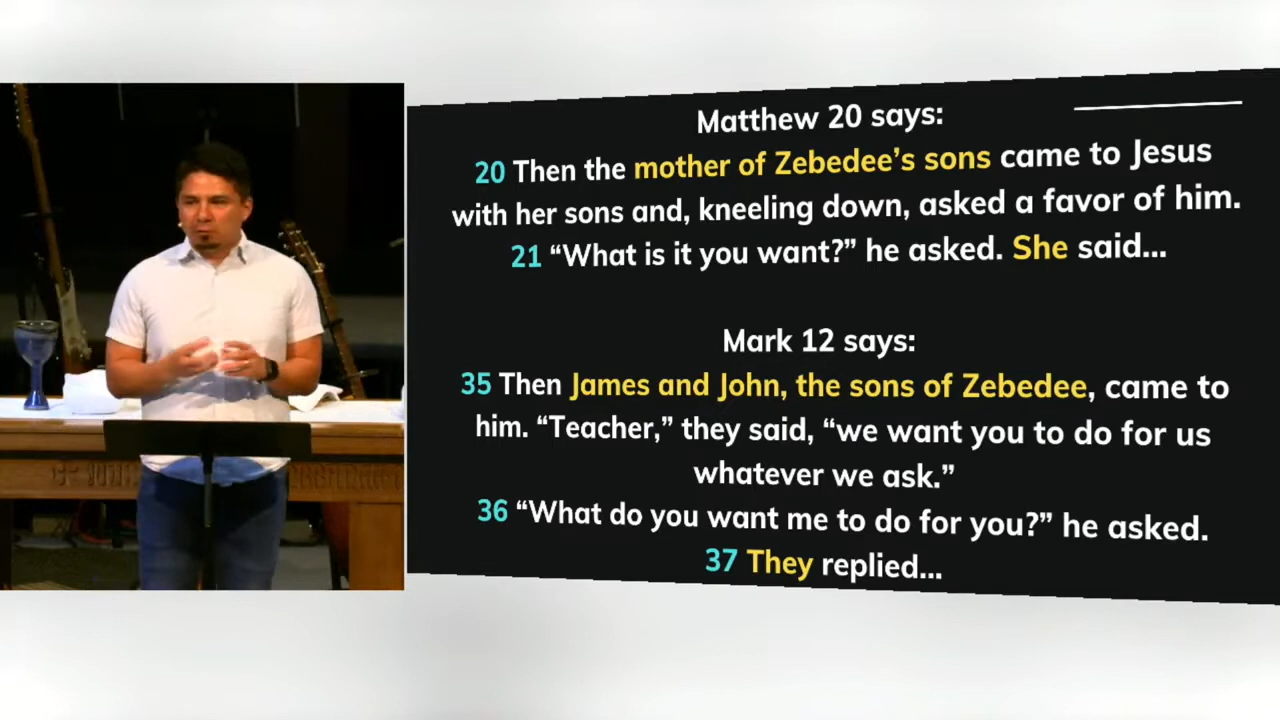 Matthew 20 says:
20 Then the mother of Zebedee’s sons came to Jesus
with her sons and, kneeling down, asked a favor of him.
21 “What is it you want?” he asked. She said...
Mark 12 says:
35 Then James and John, the sons of Zebedee, came to
him. “Teacher,” they said, “we want you to do for us
whatever we ask.”
36 “What do you want me to do for you?” he asked.
37 They replied...